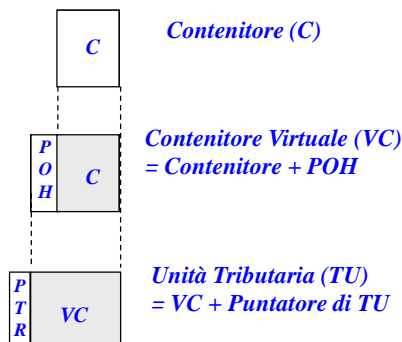 C
Contenitore (C)
P
O
H
C
Contenitore Virtuale (VC)
= Contenitore + POH
P
T
R
VC
Unità Tributaria (TU)
= VC + Puntatore di TU